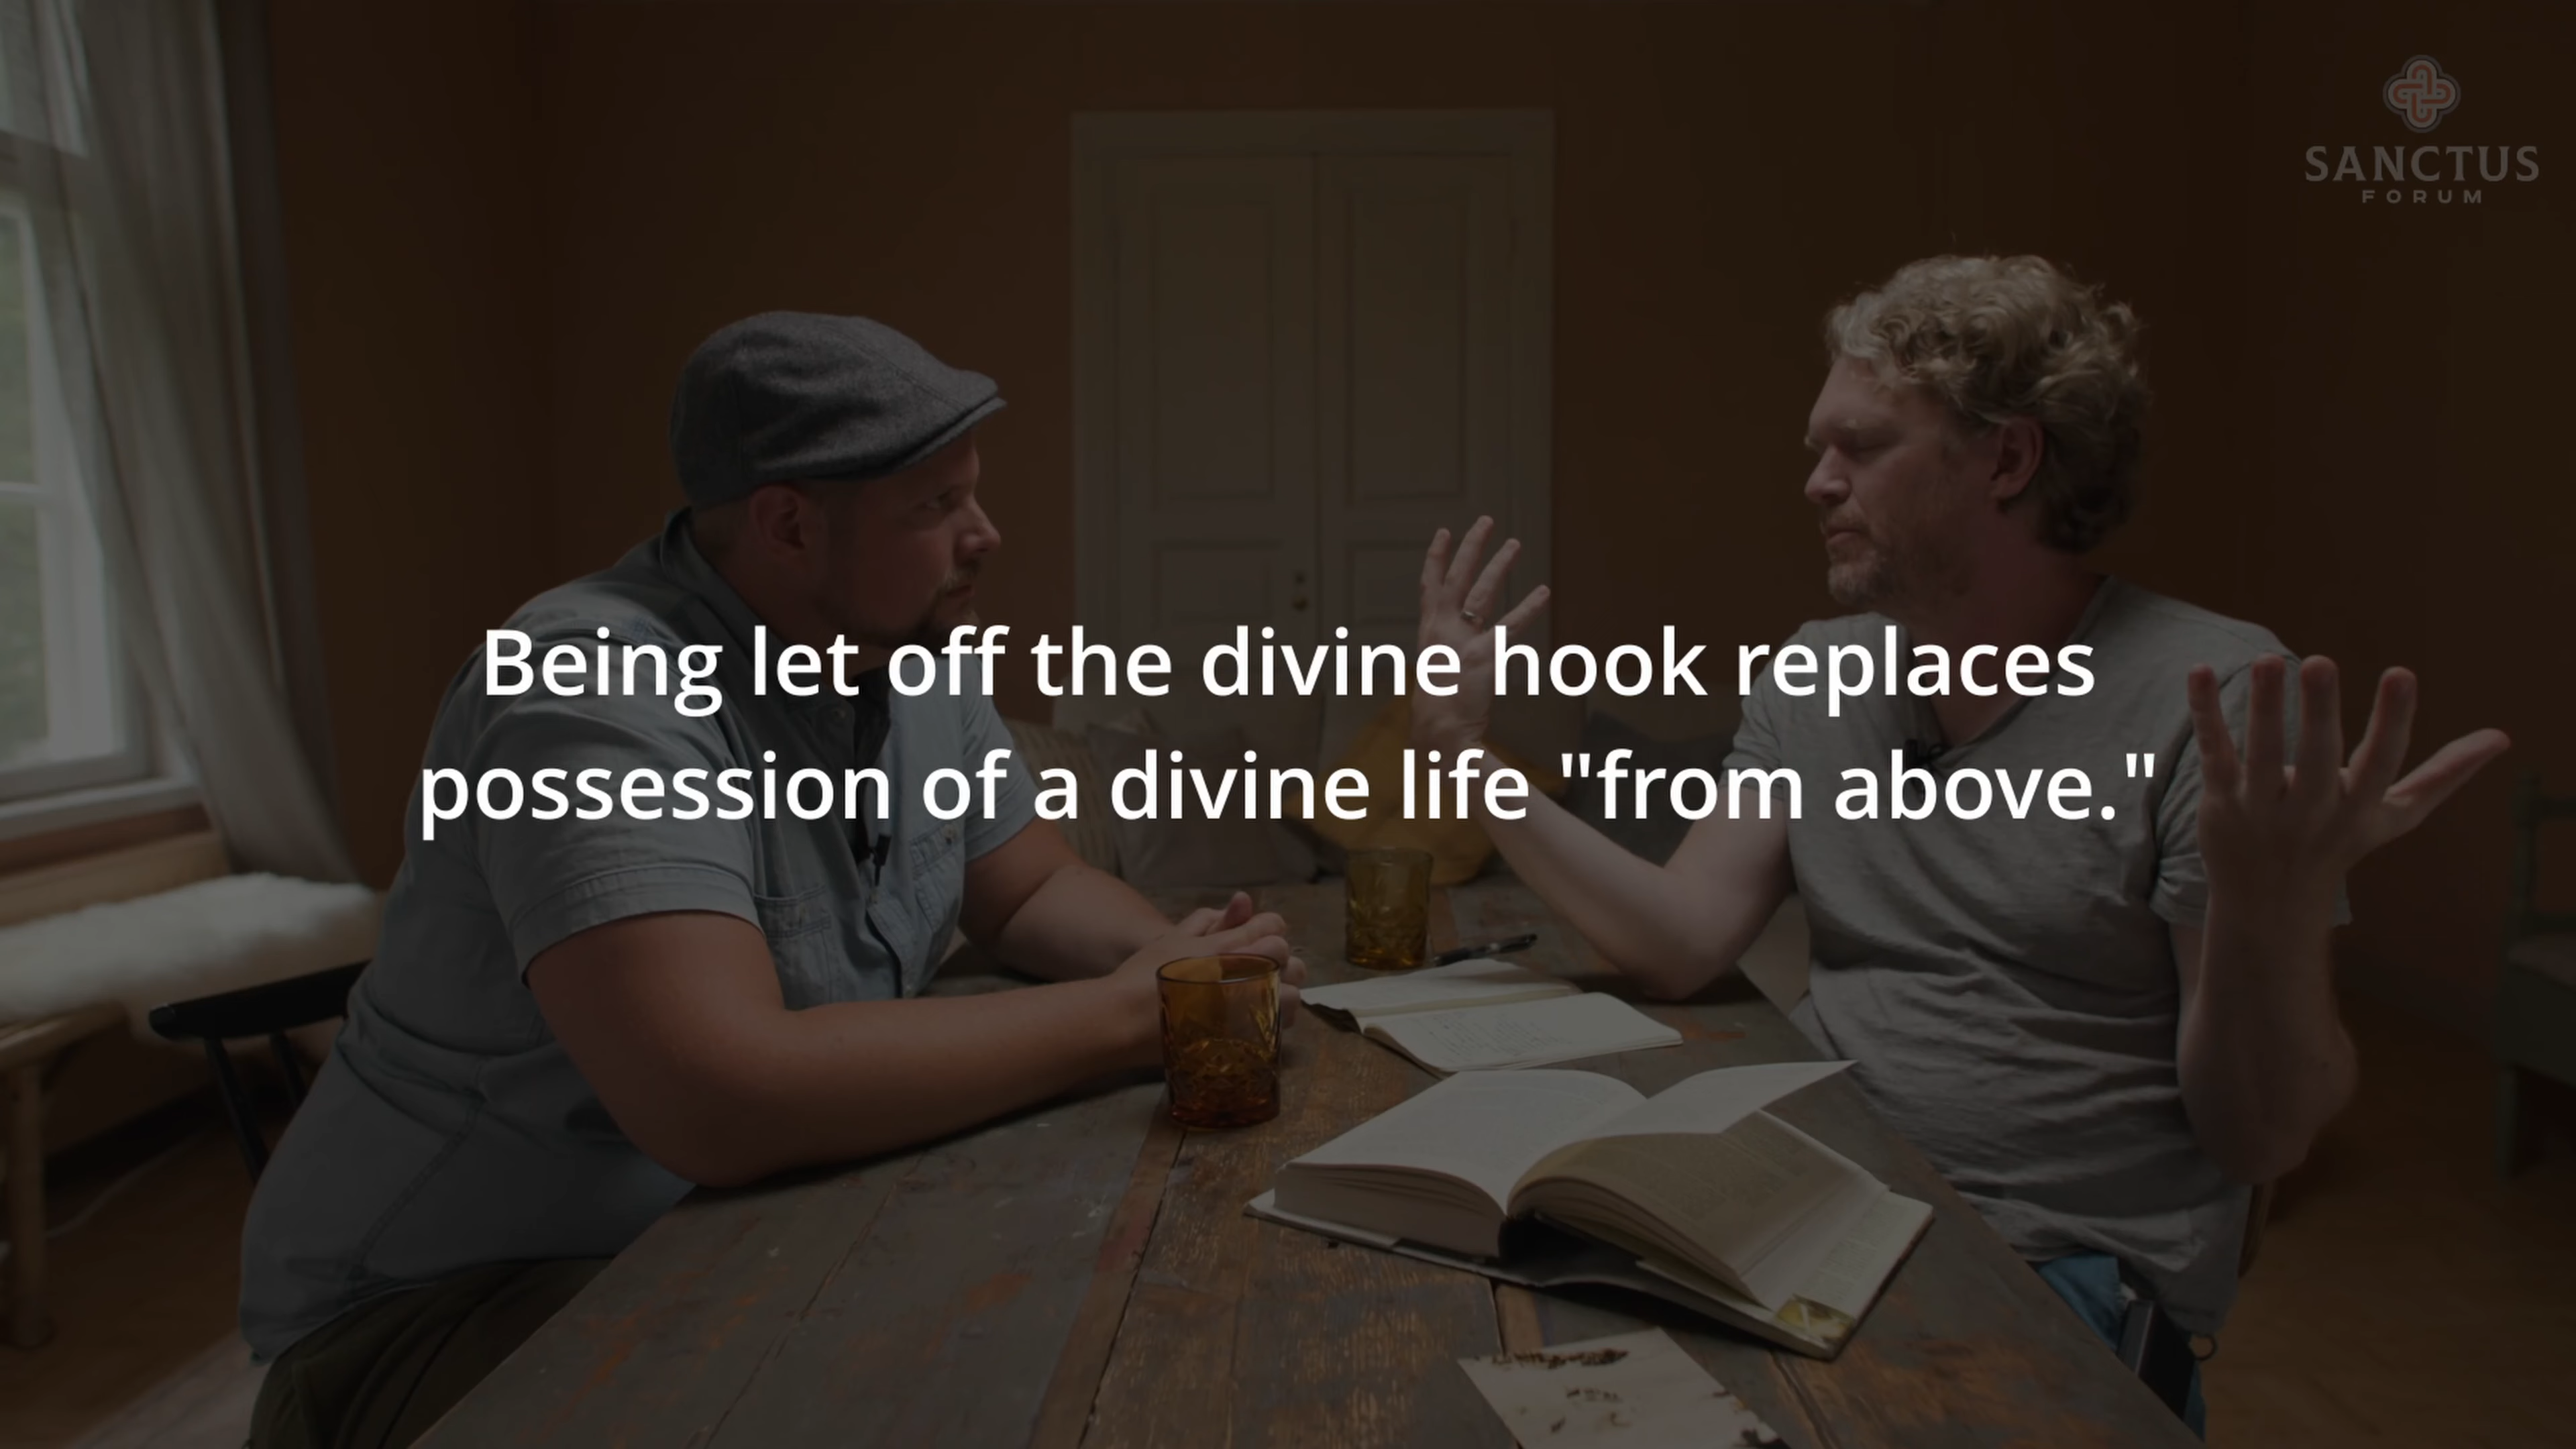 SANCTUS
FORUM
Being let off the divine hook replaces
possession of a divine life "from above."